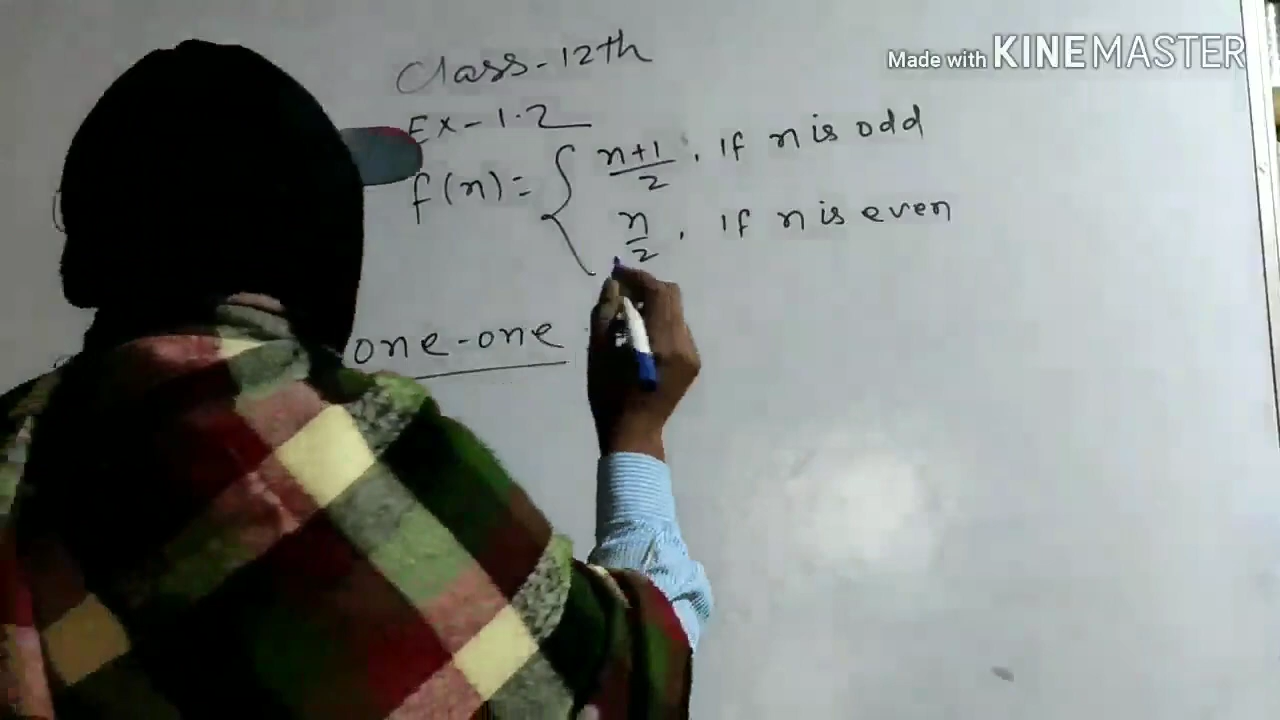 Class-12th
Made with KINEMASTER
Ex-1.2
f(n) = { n+1/2, if n is odd
n/2, if n is even
one-one